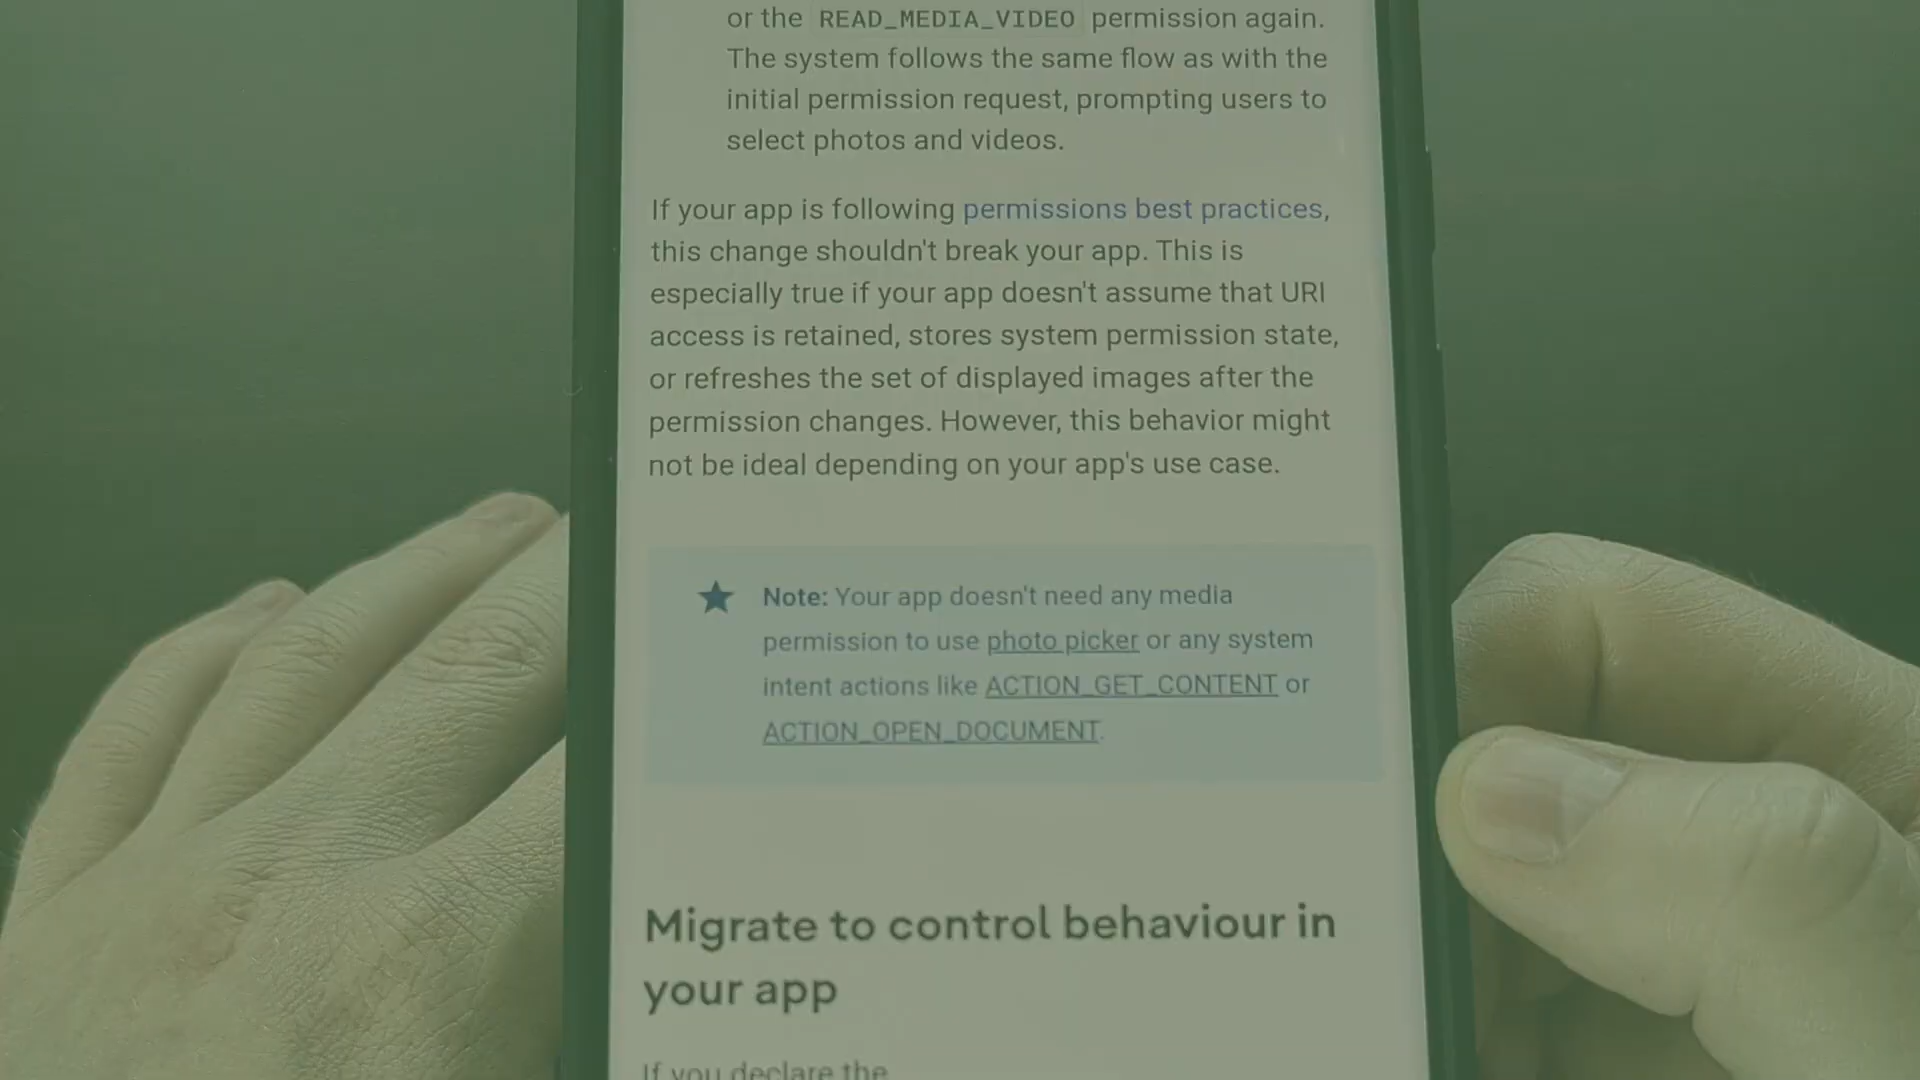 or the READ_MEDIA_VIDEO permission again.
The system follows the same flow as with the
initial permission request, prompting users to
select photos and videos.
If your app is following permissions best practices,
this change shouldn't break your app. This is
especially true if your app doesn't assume that URI
access is retained, stores system permission state,
or refreshes the set of displayed images after the
permission changes. However, this behavior might
not be ideal depending on your app's use case.
Note: Your app doesn't need any media
permission to use photo picker or any system
intent actions like ACTION_GET_CONTENT or
ACTION_OPEN_DOCUMENT.
Migrate to control behaviour in
your app
If you declare the